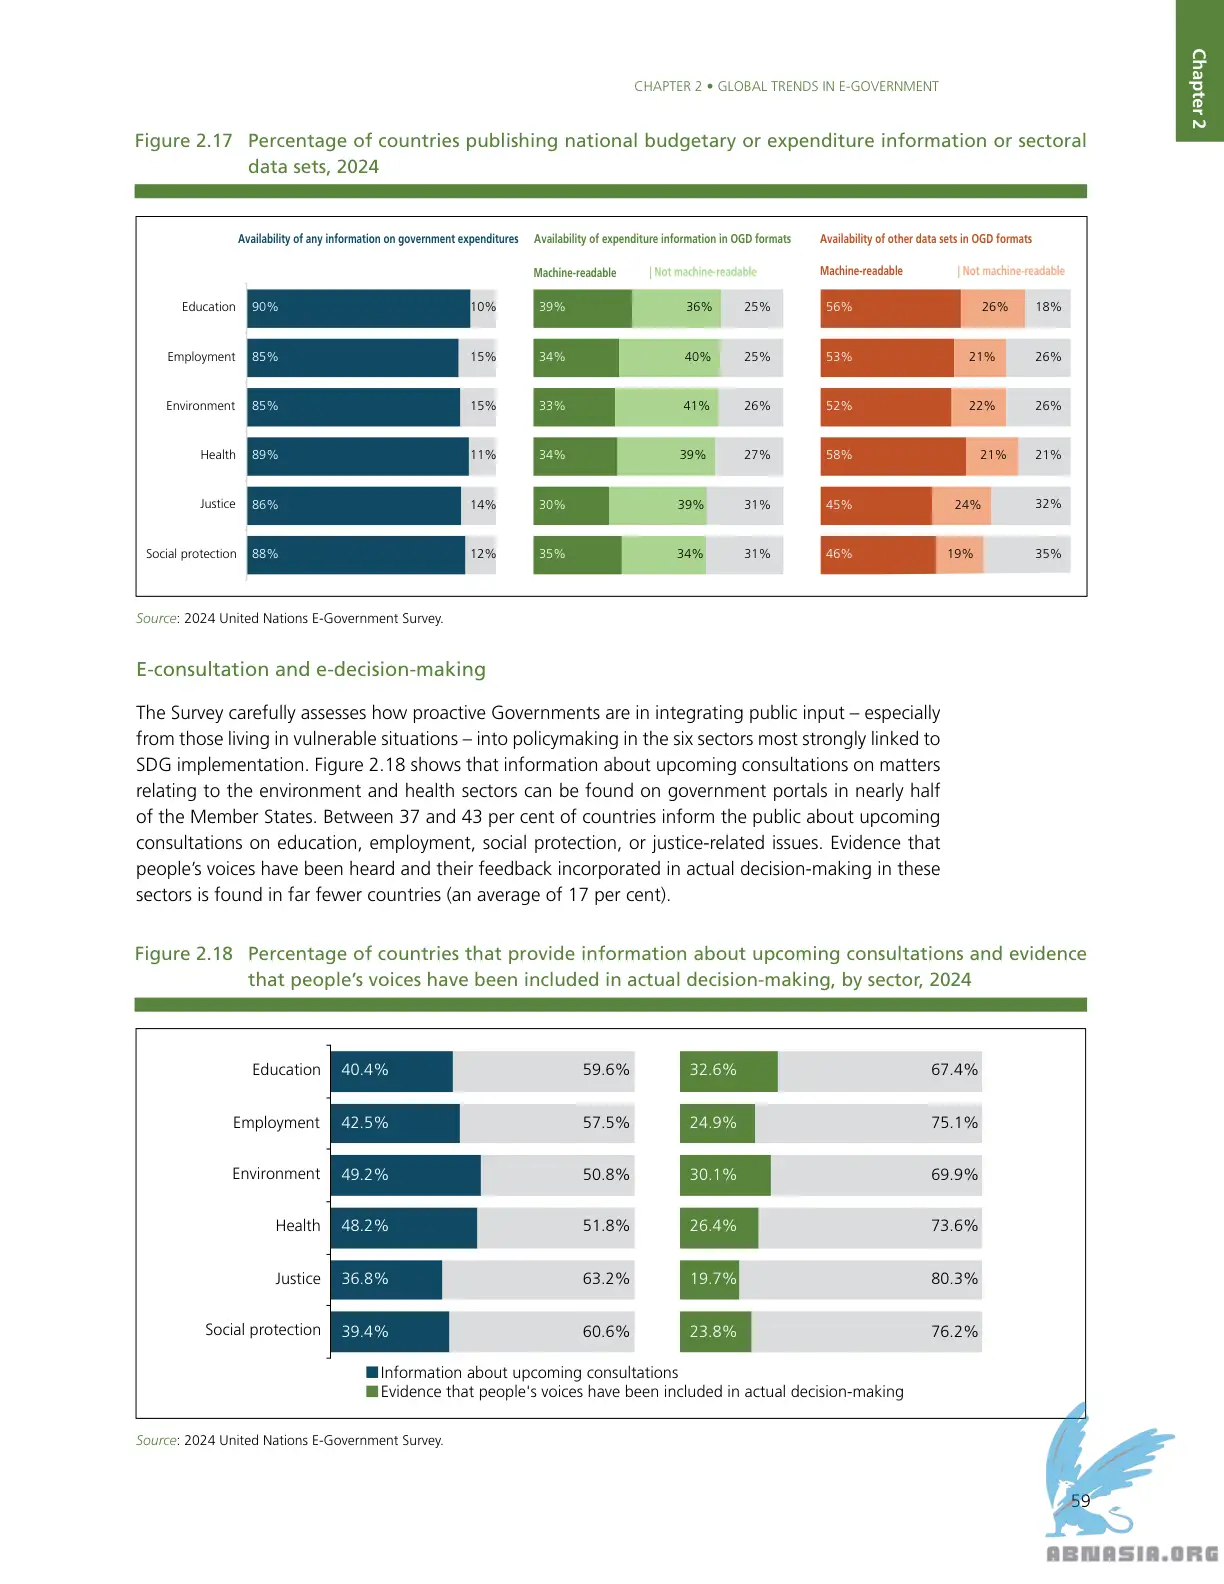 Chapter 2
CHAPTER 2 • GLOBAL TRENDS IN E-GOVERNMENT
Figure 2.17 Percentage of countries publishing national budgetary or expenditure information or sectoral
data sets, 2024
Availability of any information on government expenditures Availability of expenditure information in OGD formats Availability of other data sets in OGD formats
Machine-readable | Not machine-readable Machine-readable | Not machine-readable
Education 90% 10% 39% 36% 25% 56% 26% 18%
Employment 85% 15% 34% 40% 25% 53% 21% 26%
Environment 85% 15% 33% 41% 26% 52% 22% 26%
Health 89% 11% 34% 39% 27% 58% 21% 21%
Justice 86% 14% 30% 39% 31% 45% 24% 32%
Social protection 88% 12% 35% 34% 31% 46% 19% 35%
Source: 2024 United Nations E-Government Survey.
E-consultation and e-decision-making
The Survey carefully assesses how proactive Governments are in integrating public input – especially
from those living in vulnerable situations – into policymaking in the six sectors most strongly linked to
SDG implementation. Figure 2.18 shows that information about upcoming consultations on matters
relating to the environment and health sectors can be found on government portals in nearly half
of the Member States. Between 37 and 43 per cent of countries inform the public about upcoming
consultations on education, employment, social protection, or justice-related issues. Evidence that
people’s voices have been heard and their feedback incorporated in actual decision-making in these
sectors is found in far fewer countries (an average of 17 per cent).
Figure 2.18 Percentage of countries that provide information about upcoming consultations and evidence
that people’s voices have been included in actual decision-making, by sector, 2024
Education 40.4% 59.6% 32.6% 67.4%
Employment 42.5% 57.5% 24.9% 75.1%
Environment 49.2% 50.8% 30.1% 69.9%
Health 48.2% 51.8% 26.4% 73.6%
Justice 36.8% 63.2% 19.7% 80.3%
Social protection 39.4% 60.6% 23.8% 76.2%
Information about upcoming consultations
Evidence that people's voices have been included in actual decision-making
Source: 2024 United Nations E-Government Survey.
59
ABNASIA.ORG